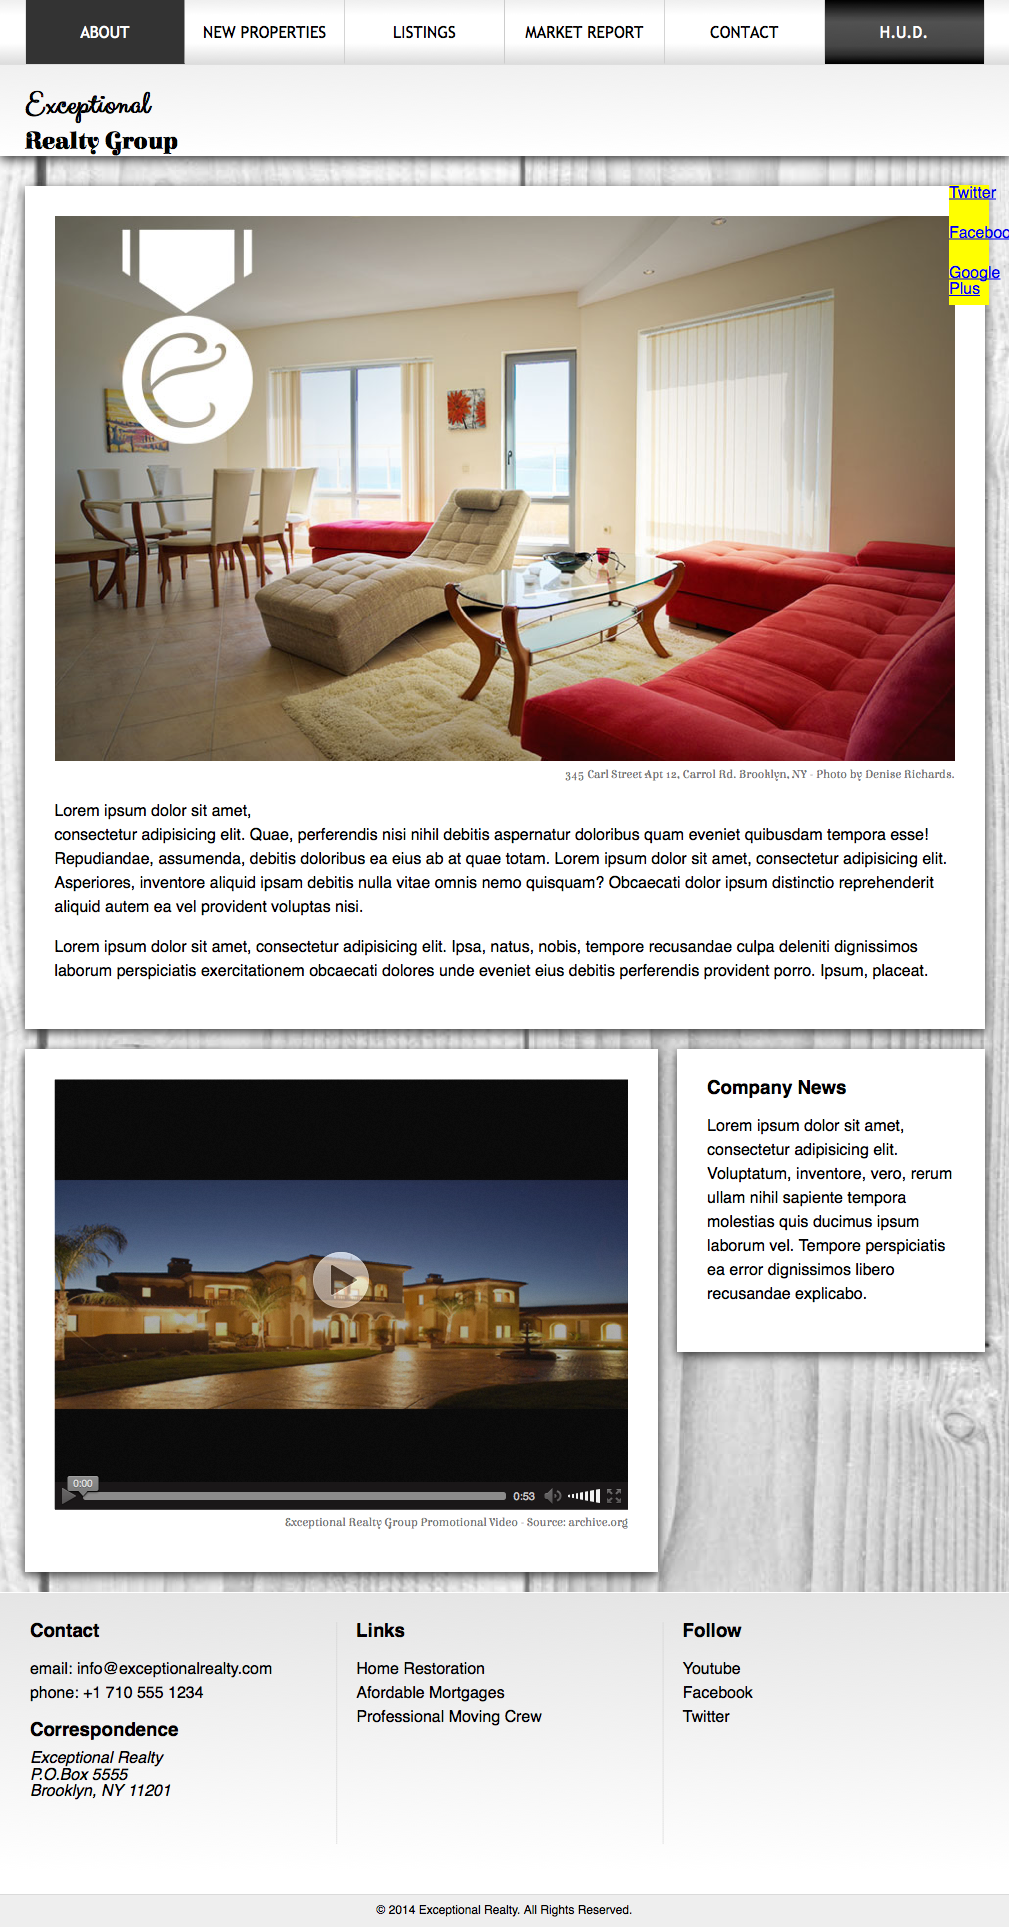 ABOUT
NEW PROPERTIES
LISTINGS
MARKET REPORT
CONTACT
H.U.D.
Exceptional
Realty Group
Twitter
Faceboo
Google
Plus
E
345 Carl Street Apt 12, Carrol Rd. Brooklyn, NY - Photo by Denise Richards.
Lorem ipsum dolor sit amet,
consectetur adipisicing elit. Quae, perferendis nisi nihil debitis aspernatur doloribus quam eveniet quibusdam tempora esse!
Repudiandae, assumenda, debitis doloribus ea eius ab at quae totam. Lorem ipsum dolor sit amet, consectetur adipisicing elit.
Asperiores, inventore aliquid ipsam debitis nulla vitae omnis nemo quisquam? Obcaecati dolor ipsum distinctio reprehenderit
aliquid autem ea vel provident voluptas nisi.
Lorem ipsum dolor sit amet, consectetur adipisicing elit. Ipsa, natus, nobis, tempore recusandae culpa deleniti dignissimos
laborum perspiciatis exercitationem obcaecati dolores unde eveniet eius debitis perferendis provident porro. Ipsum, placeat.
0:00
0:53
Exceptional Realty Group Promotional Video - Source: archive.org
Company News
Lorem ipsum dolor sit amet,
consectetur adipisicing elit.
Voluptatum, inventore, vero, rerum
ullam nihil sapiente tempora
molestias quis ducimus ipsum
laborum vel. Tempore perspiciatis
ea error dignissimos libero
recusandae explicabo.
Contact
email: info@exceptionalrealty.com
phone: +1 710 555 1234
Correspondence
Exceptional Realty
P.O.Box 5555
Brooklyn, NY 11201
Links
Home Restoration
Afordable Mortgages
Professional Moving Crew
Follow
Youtube
Facebook
Twitter
© 2014 Exceptional Realty. All Rights Reserved.